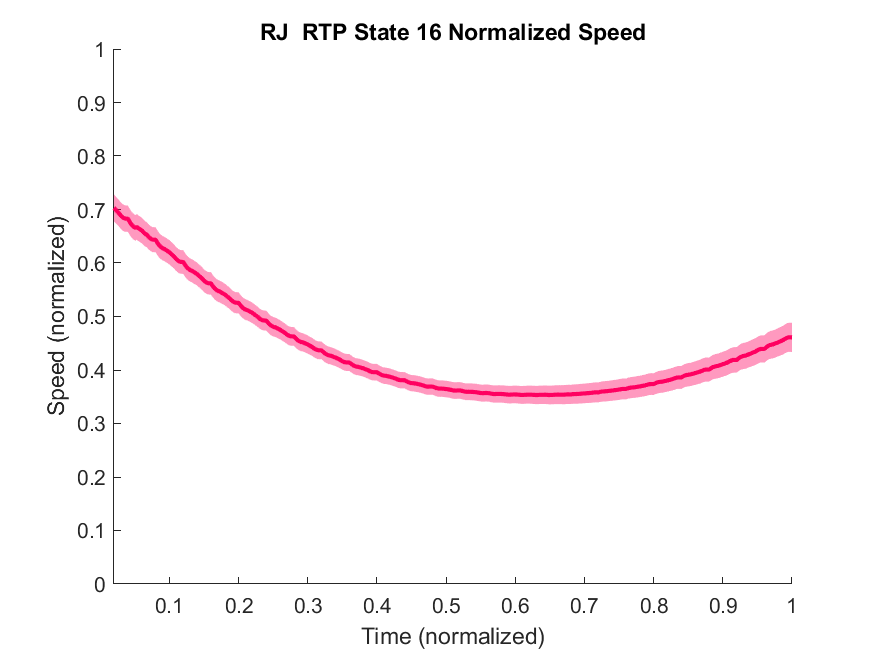 RJ  RTP State 16 Normalized Speed
1
0.9
0.8
0.7
0.6
0.5
0.4
0.3
0.2
0.1
0
Speed (normalized)
0.1 0.2 0.3 0.4 0.5 0.6 0.7 0.8 0.9 1
Time (normalized)